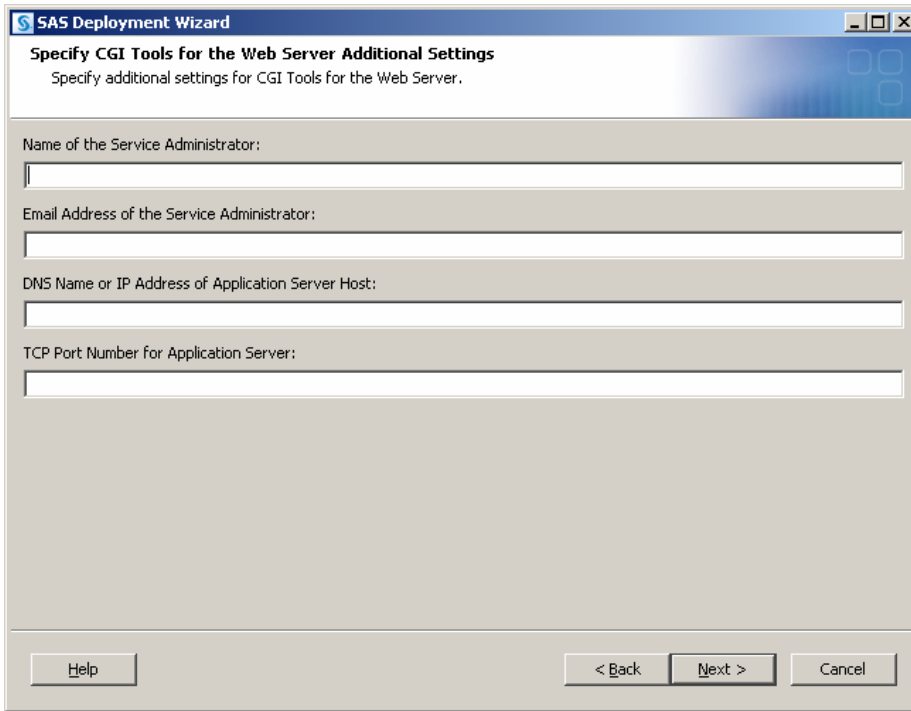 SAS Deployment Wizard
Specify CGI Tools for the Web Server Additional Settings
Specify additional settings for CGI Tools for the Web Server.
Name of the Service Administrator:
Email Address of the Service Administrator:
DNS Name or IP Address of Application Server Host:
TCP Port Number for Application Server:
Help
< Back
Next >
Cancel